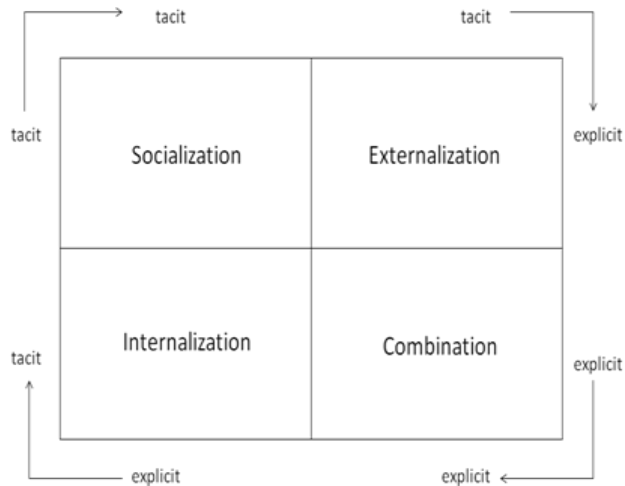 tacit
tacit
tacit
explicit
Socialization
Externalization
Internalization
Combination
tacit
explicit
explicit
explicit